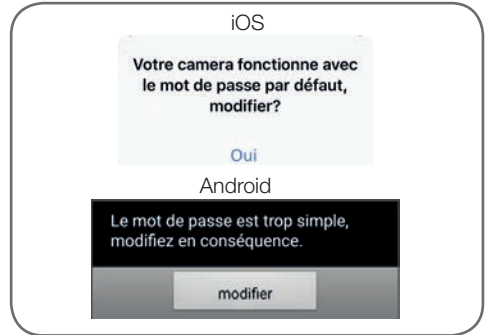 iOS
Votre camera fonctionne avec
le mot de passe par défaut,
modifier?
Oui
Android
Le mot de passe est trop simple,
modifiez en conséquence.
modifier